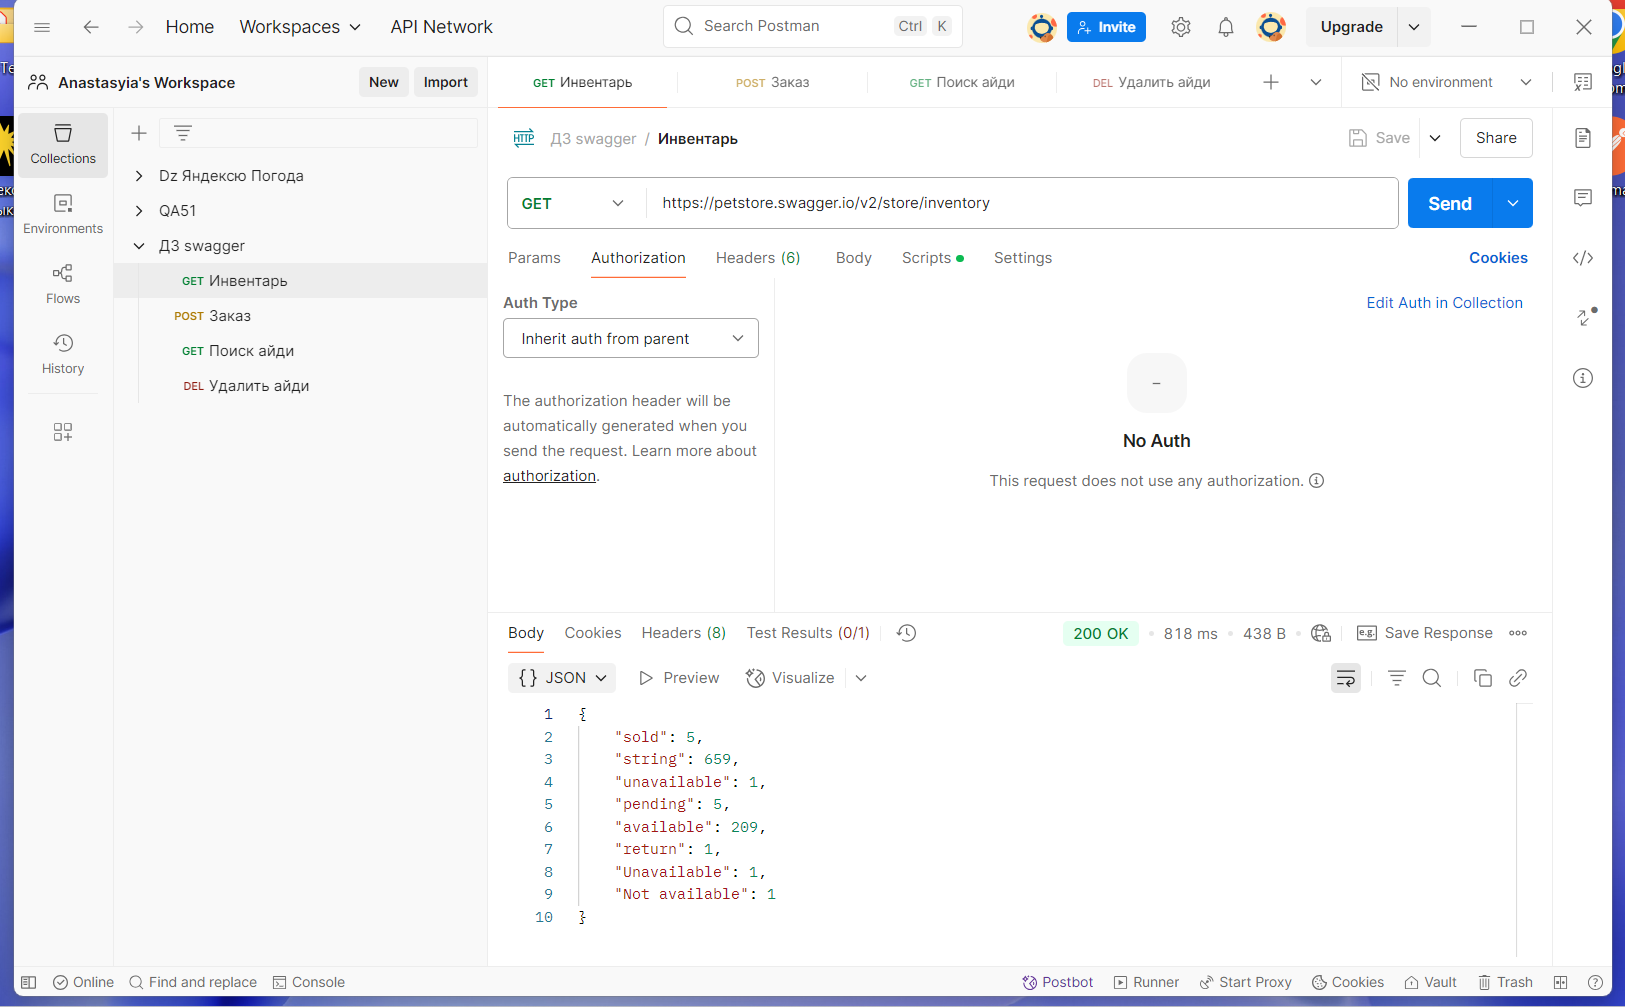 Home
Workspaces
API Network
Search Postman
Ctrl
K
Invite
Upgrade
Anastasyia's Workspace
New
Import
GET Инвентарь
POST Заказ
GET Поиск айди
DEL Удалить айди
No environment
Collections
Environments
Flows
History
Dz Яндексю Погода
QA51
ДЗ swagger
GET Инвентарь
POST Заказ
GET Поиск айди
DEL Удалить айди
HTTP
ДЗ swagger / Инвентарь
Save
Share
GET
https://petstore.swagger.io/v2/store/inventory
Send
Params
Authorization
Headers (6)
Body
Scripts
Settings
Cookies
Auth Type
Edit Auth in Collection
Inherit auth from parent
The authorization header will be
automatically generated when you
send the request. Learn more about
authorization.
No Auth
This request does not use any authorization.
Body
Cookies
Headers (8)
Test Results (0/1)
200 OK
818 ms
438 B
e.g.
Save Response
{} JSON
Preview
Visualize
1 {
2 "sold": 5,
3 "string": 659,
4 "unavailable": 1,
5 "pending": 5,
6 "available": 209,
7 "return": 1,
8 "Unavailable": 1,
9 "Not available": 1
10 }
Online
Find and replace
Console
Postbot
Runner
Start Proxy
Cookies
Vault
Trash